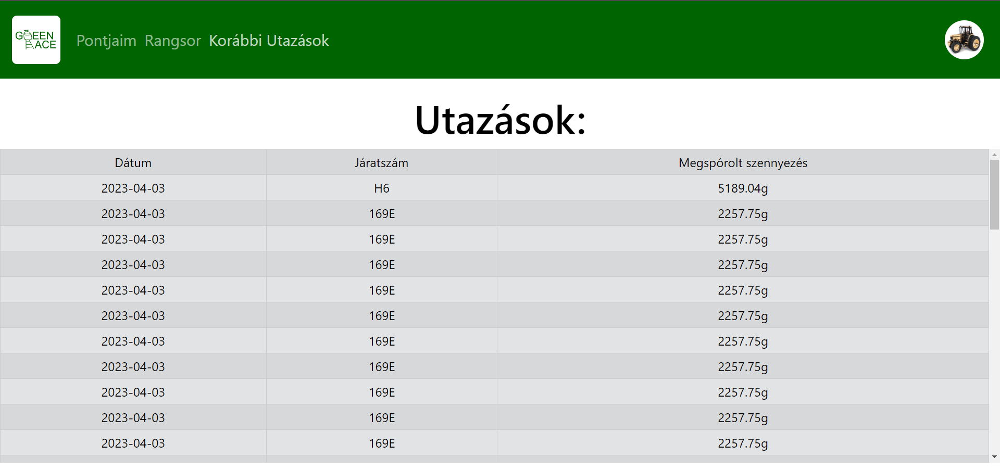 GREEN
RACE
Pontjaim Rangsor Korábbi Utazások
Utazások:
Dátum Járatszám Megspórolt szennyezés
2023-04-03 H6 5189.04g
2023-04-03 169E 2257.75g
2023-04-03 169E 2257.75g
2023-04-03 169E 2257.75g
2023-04-03 169E 2257.75g
2023-04-03 169E 2257.75g
2023-04-03 169E 2257.75g
2023-04-03 169E 2257.75g
2023-04-03 169E 2257.75g
2023-04-03 169E 2257.75g
2023-04-03 169E 2257.75g